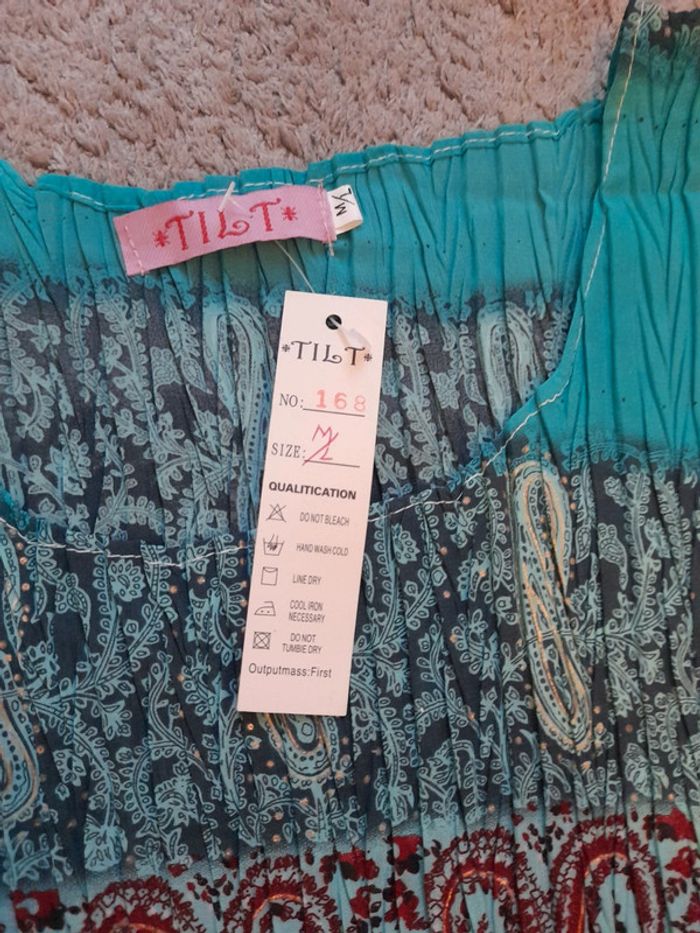 *TILT*
M/L
*TILT*
NO: 168
SIZE: M/L
QUALITICATION
DO NOT BLEACH
HAND WASH COLD
LINE DRY
COOL IRON
NECESSARY
DO NOT
TUMBIE DRY
Outputmass:First